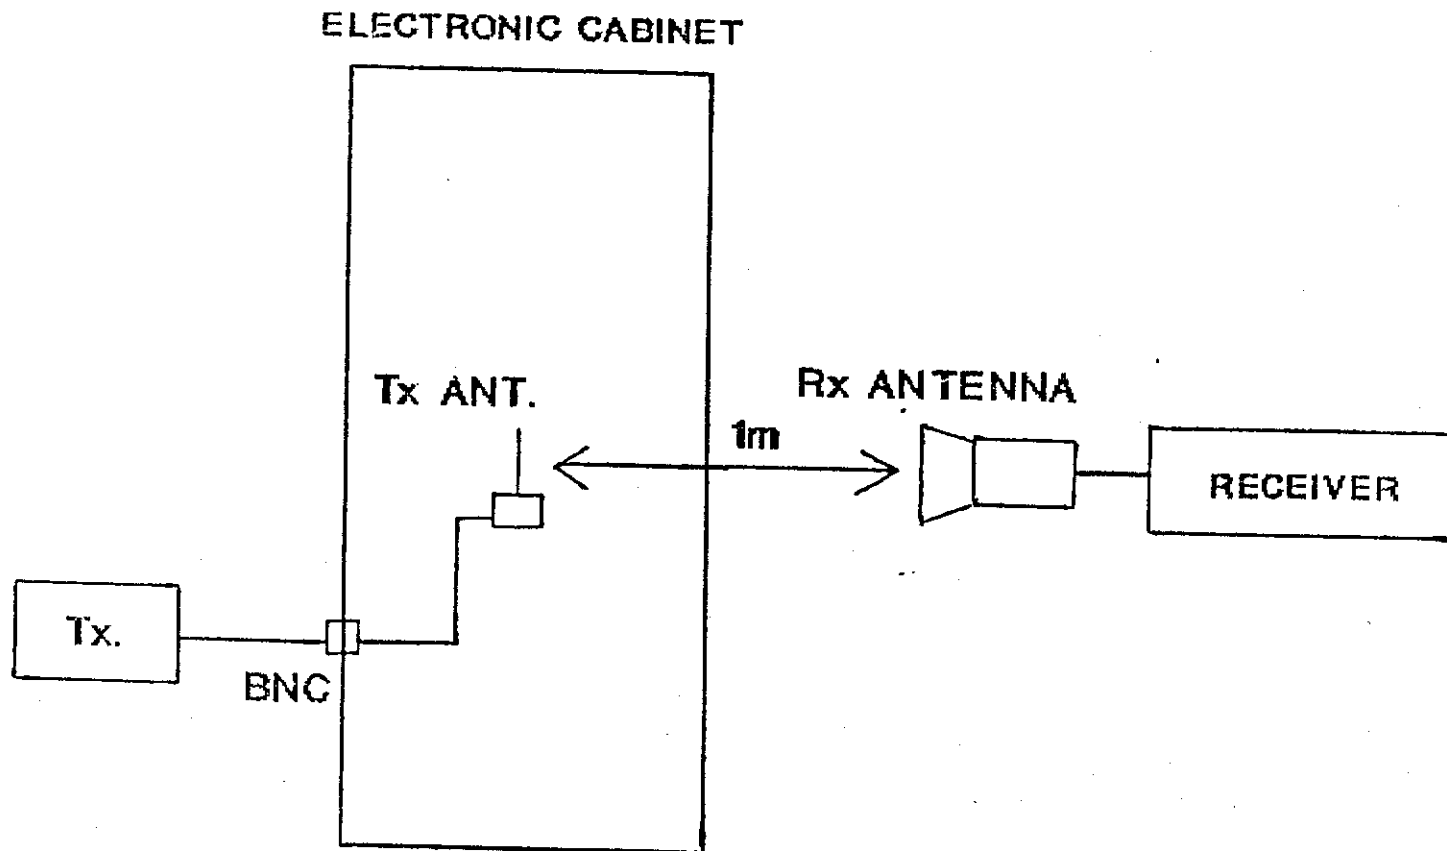 ELECTRONIC CABINET
Tx ANT.
Rx ANTENNA
1m
RECEIVER
Tx.
BNC